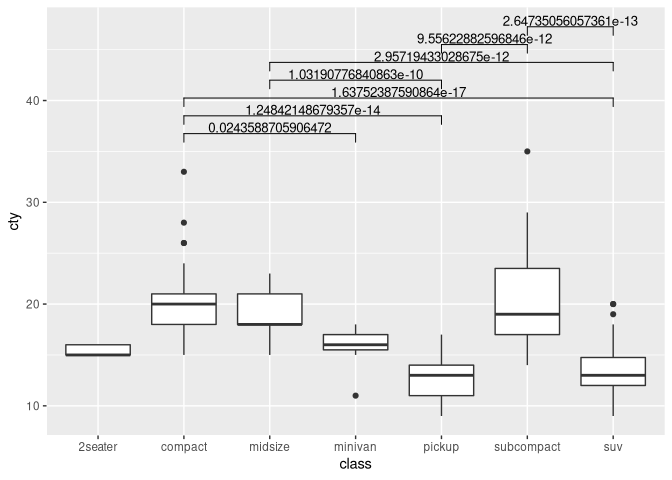 2.64735056057361e-13
9.55622882596846e-12
2.95719433028675e-12
1.03190776840863e-10
1.63752387590864e-17
1.24842148679357e-14
0.0243588705906472
40
30
20
10
cty
2seater compact midsize minivan pickup subcompact suv
class